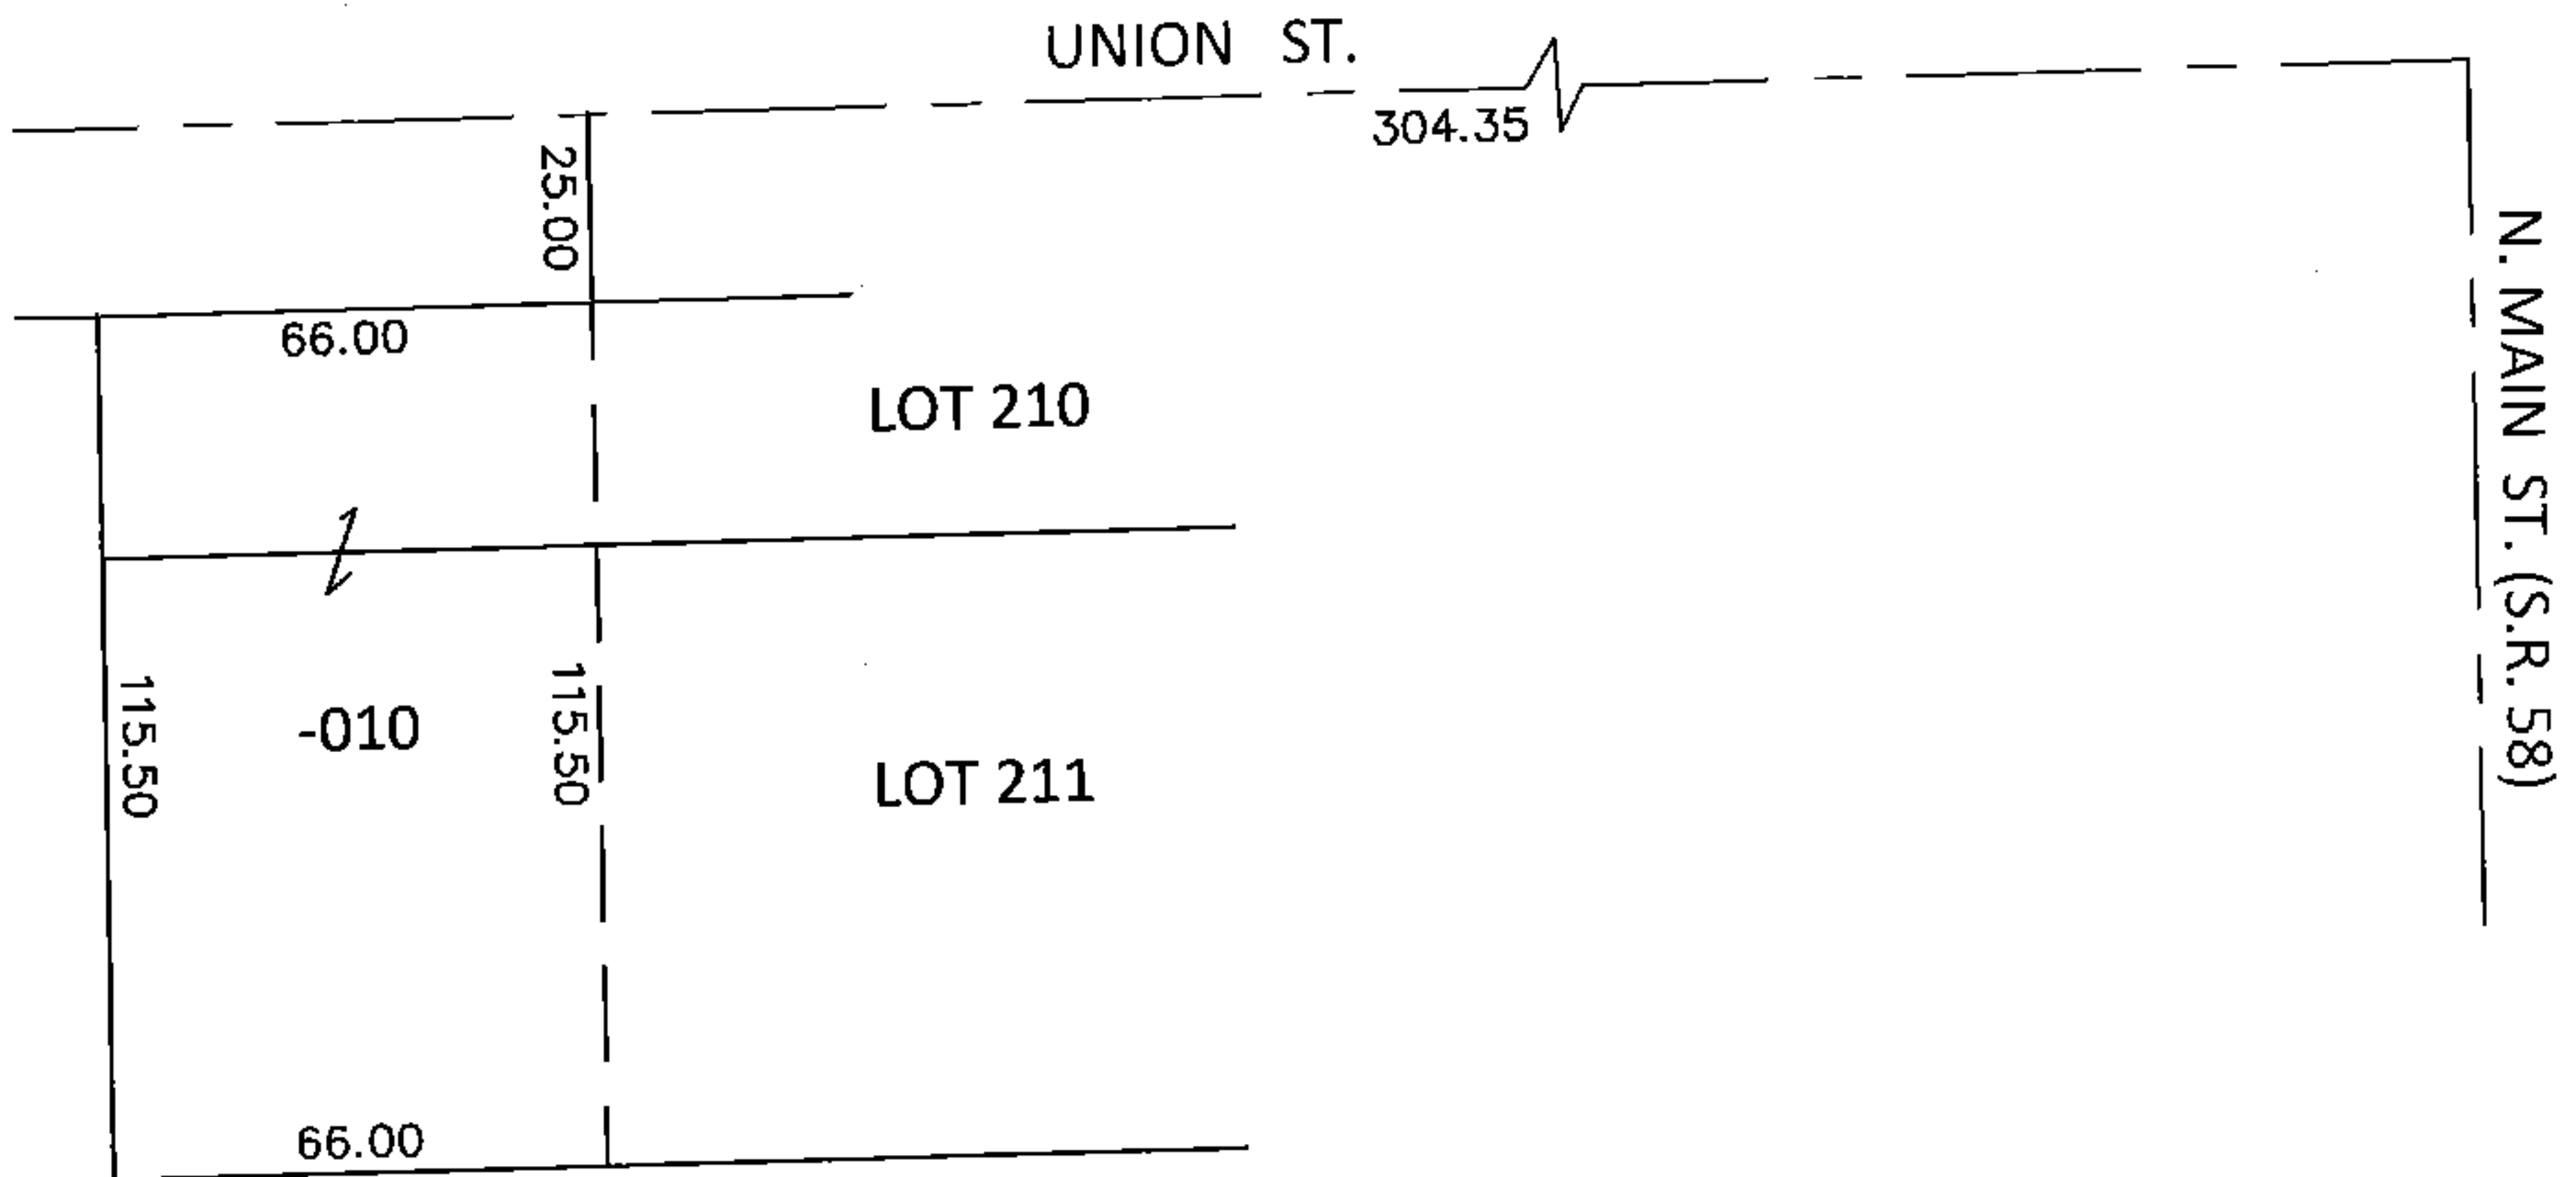 UNION ST.
304.35
25.00
66.00
LOT 210
N. MAIN ST. (S.R. 58)
115.50
-010
115.50
LOT 211
66.00